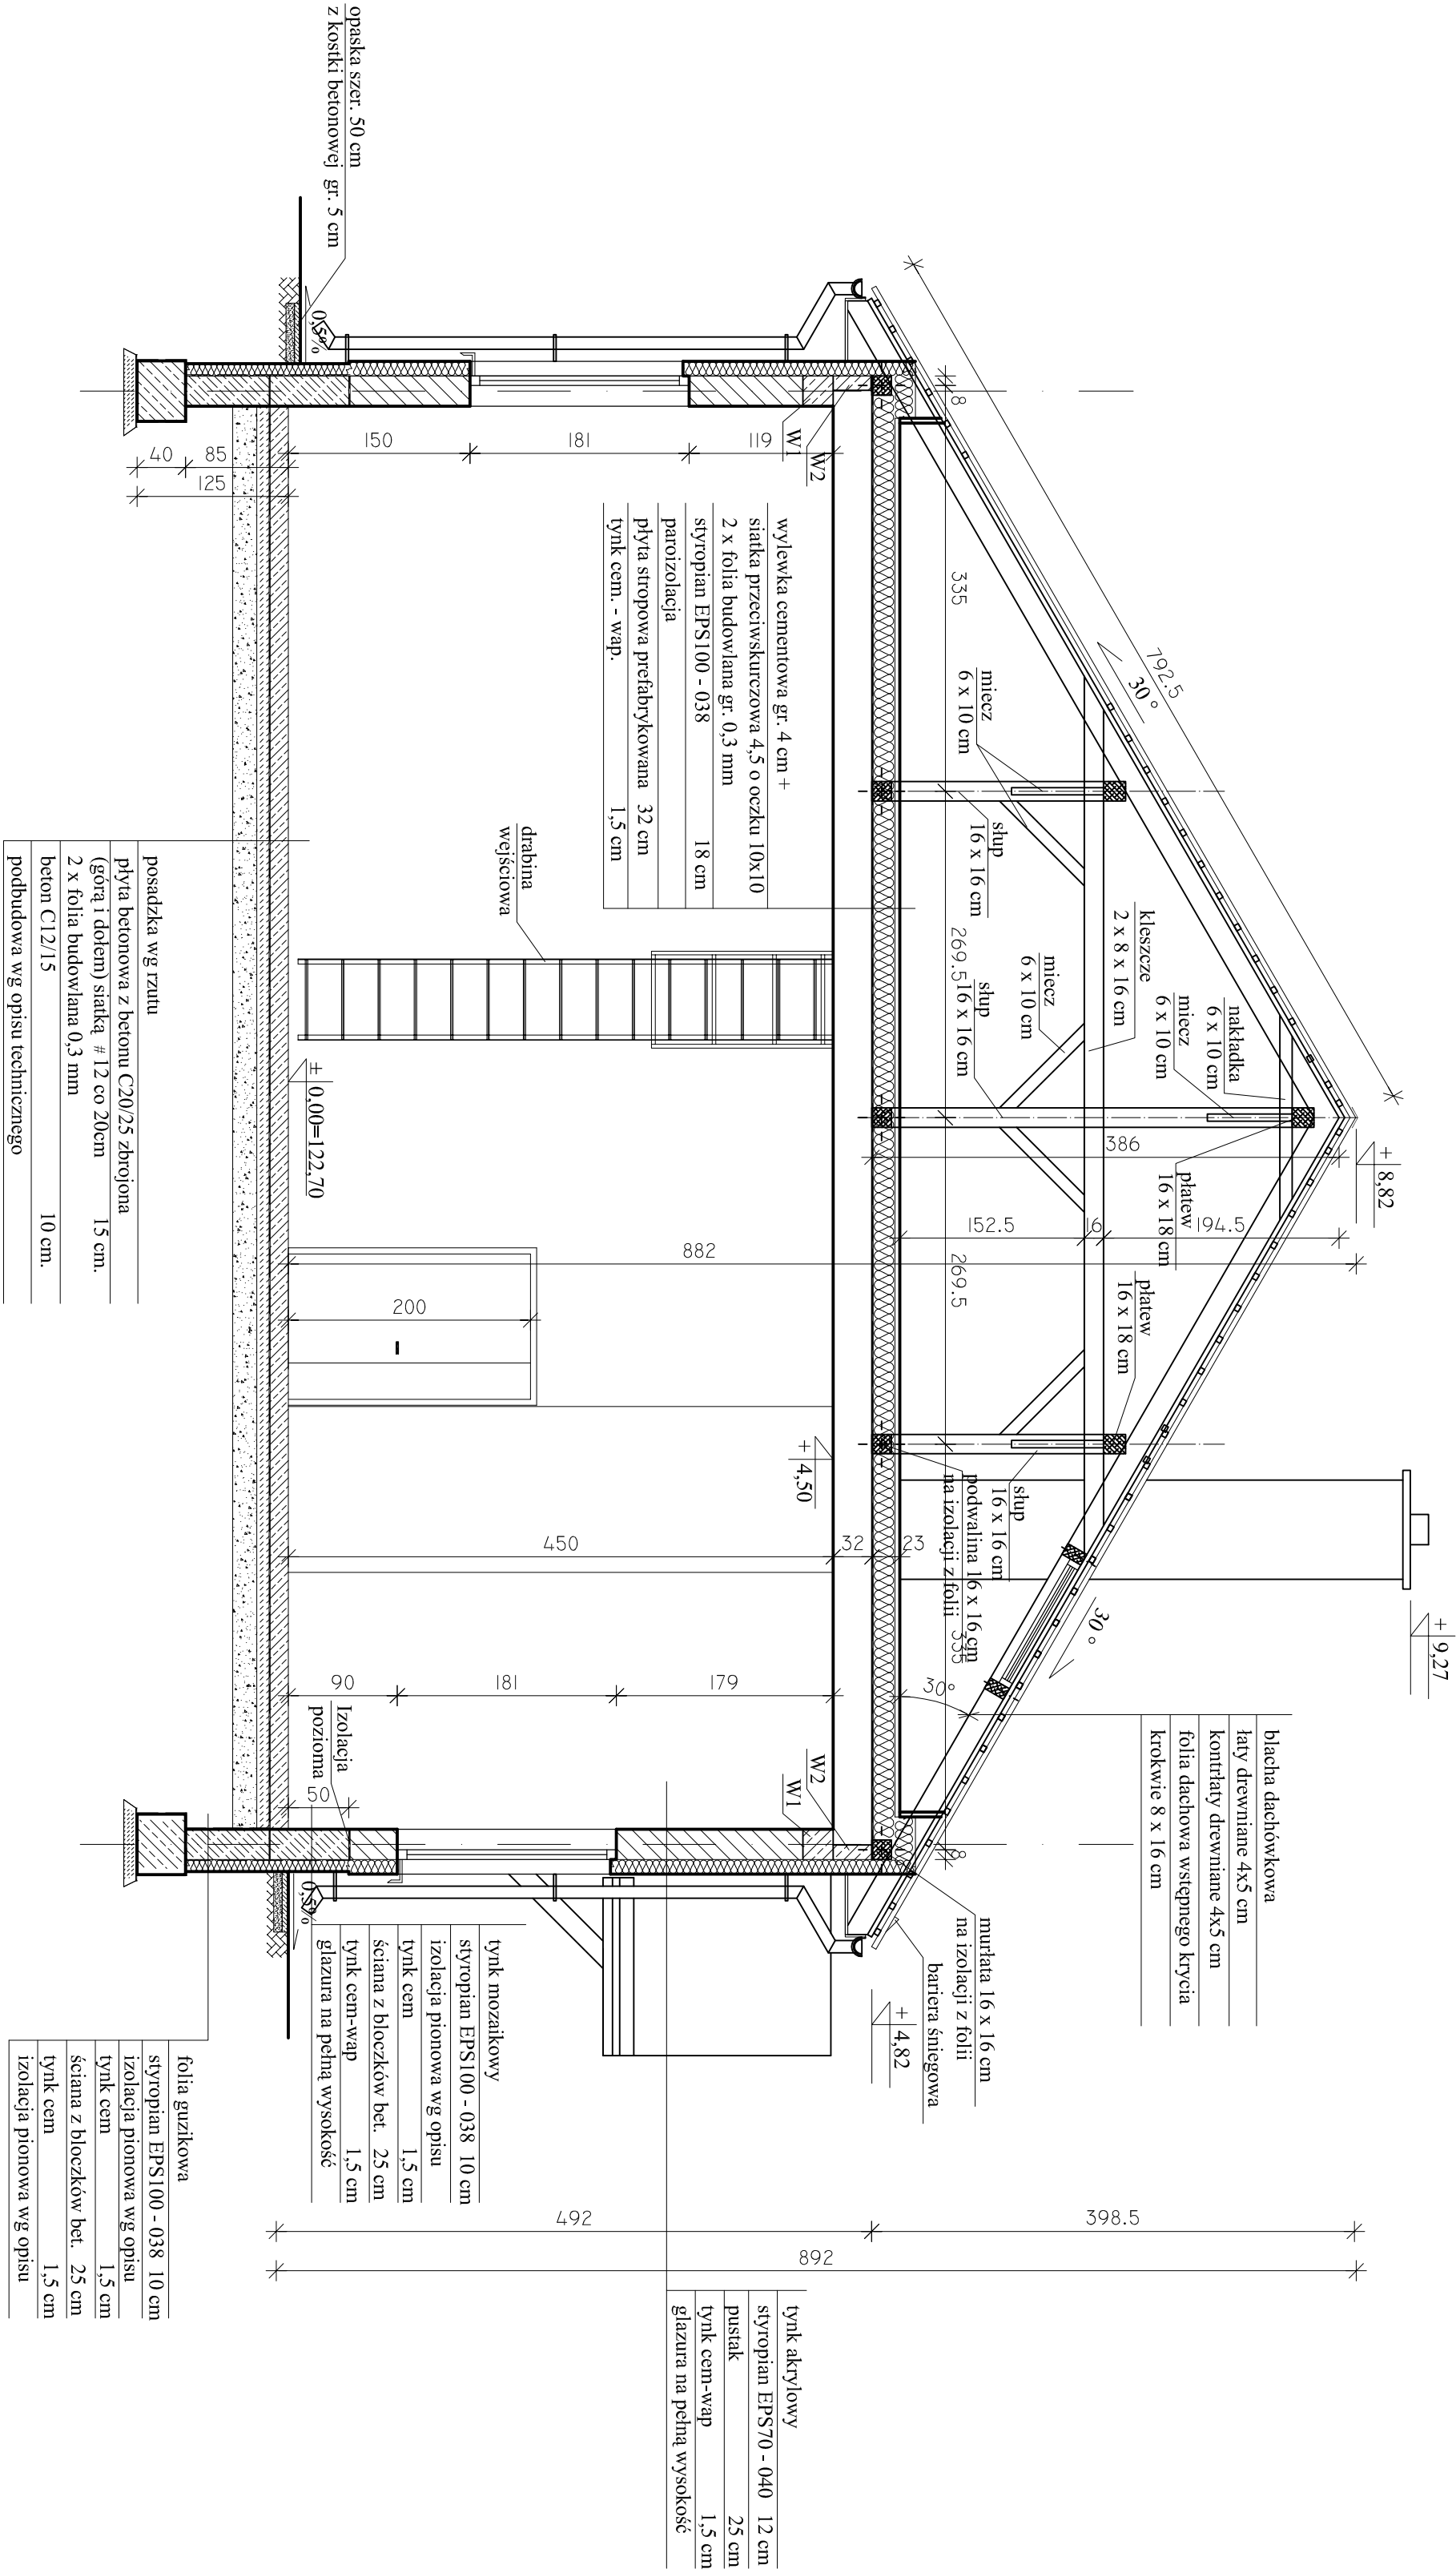 opaska szer. 50 cm
z kostki betonowej gr. 5 cm
0,5%
40
85
125
150
181
119
W1
W2
8
335
792.5
30°
wylewka cementowa gr. 4 cm +
siatka przeciwskurczowa 4,5 o oczku 10x10
2 x folia budowlana gr. 0,3 mm
styropian EPS100 - 038 18 cm
paroizolacja
płyta stropowa prefabrykowana 32 cm
tynk cem. - wap. 1,5 cm
miecz
6 x 10 cm
słup
16 x 16 cm
kleszcze
2 x 8 x 16 cm
miecz
6 x 10 cm
słup
16 x 16 cm
269.5
nakładka
6 x 10 cm
miecz
6 x 10 cm
płatew
16 x 18 cm
386
152.5
16
194.5
+ 8,82
płatew
16 x 18 cm
269.5
słup
16 x 16 cm
podwalina 16 x 16 cm
na izolacji z folii
335
30°
30°
+ 9,27
drabina
wejściowa
± 0,00=122,70
882
200
+ 4,50
450
32
23
90
181
179
Izolacja
pozioma
50
W2
W1
8
0,5%
posadzka wg rzutu
płyta betonowa z betonu C20/25 zbrojona
(górą i dołem) siatką #12 co 20cm 15 cm.
2 x folia budowlana 0,3 mm
beton C12/15 10 cm.
podbudowa wg opisu technicznego
blacha dachówkowa
łaty drewniane 4x5 cm
kontrłaty drewniane 4x5 cm
folia dachowa wstępnego krycia
krokwie 8 x 16 cm
murłata 16 x 16 cm
na izolacji z folii
bariera śniegowa
+ 4,82
tynk mozaikowy
styropian EPS100 - 038 10 cm
izolacja pionowa wg opisu
tynk cem 1,5 cm
ściana z bloczków bet. 25 cm
tynk cem-wap 1,5 cm
glazura na pełną wysokość
folia guzikowa
styropian EPS100 - 038 10 cm
izolacja pionowa wg opisu
tynk cem 1,5 cm
ściana z bloczków bet. 25 cm
tynk cem 1,5 cm
izolacja pionowa wg opisu
492
398.5
892
tynk akrylowy
styropian EPS70 - 040 12 cm
pustak 25 cm
tynk cem-wap 1,5 cm
glazura na pełną wysokość